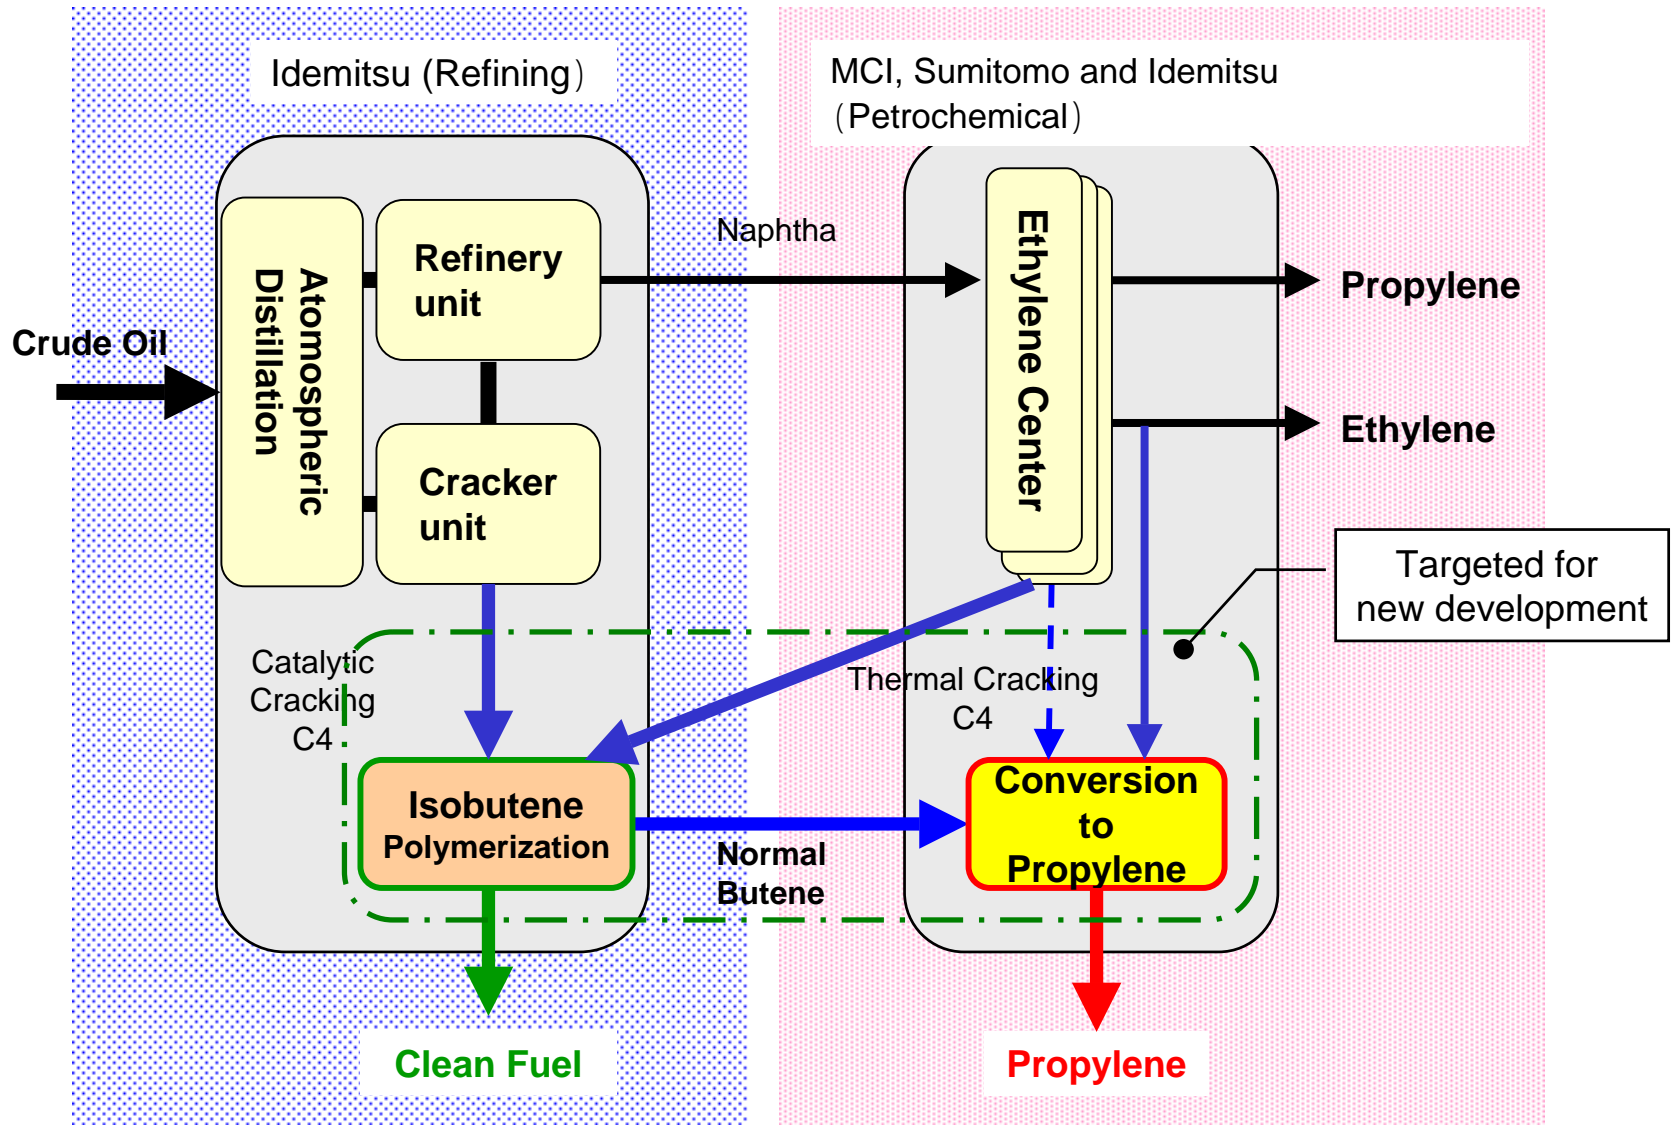 Idemitsu (Refining）
MCI, Sumitomo and Idemitsu
（Petrochemical）
Crude Oil
Atomospheric
Distillation
Refinery
unit
Cracker
unit
Naphtha
Ethylene Center
Propylene
Ethylene
Targeted for
new development
Catalytic
Cracking
C4
Thermal Cracking
C4
Isobutene
Polymerization
Normal
Butene
Conversion
to
Propylene
Clean Fuel
Propylene